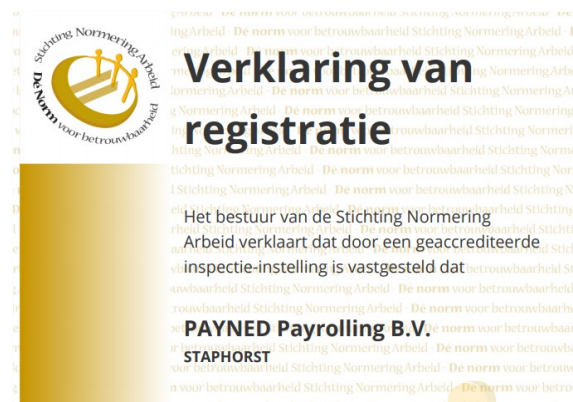 Stichting Normering Arbeid
De Norm voor betrouwbaarheid
Verklaring van
registratie
Het bestuur van de Stichting Normering
Arbeid verklaart dat door een geaccrediteerde
inspectie-instelling is vastgesteld dat
PAYNED Payrolling B.V.
STAPHORST